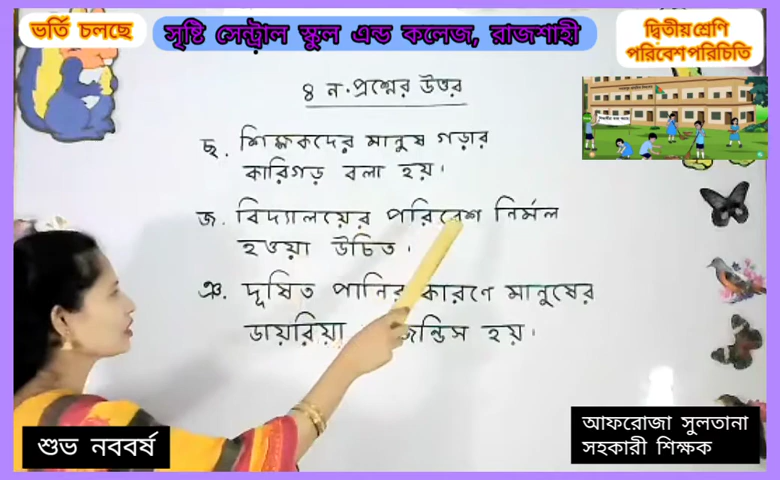 ভর্তি চলছে
সৃষ্টি সেন্ট্রাল স্কুল এন্ড কলেজ, রাজশাহী
দ্বিতীয় শ্রেণি
পরিবেশ পরিচিতি
৪ ন. প্রশ্নের উত্তর
ছ. শিক্ষকদের মানুষ গড়ার
কারিগড় বলা হয়।
জ. বিদ্যালয়ের পরিবেশ নির্মল
হওয়া উচিত।
ঞ. দূষিত পানির কারণে মানুষের
ডায়রিয়া জন্ডিস হয়।
শুভ নববর্ষ
আফরোজা সুলতানা
সহকারী শিক্ষক